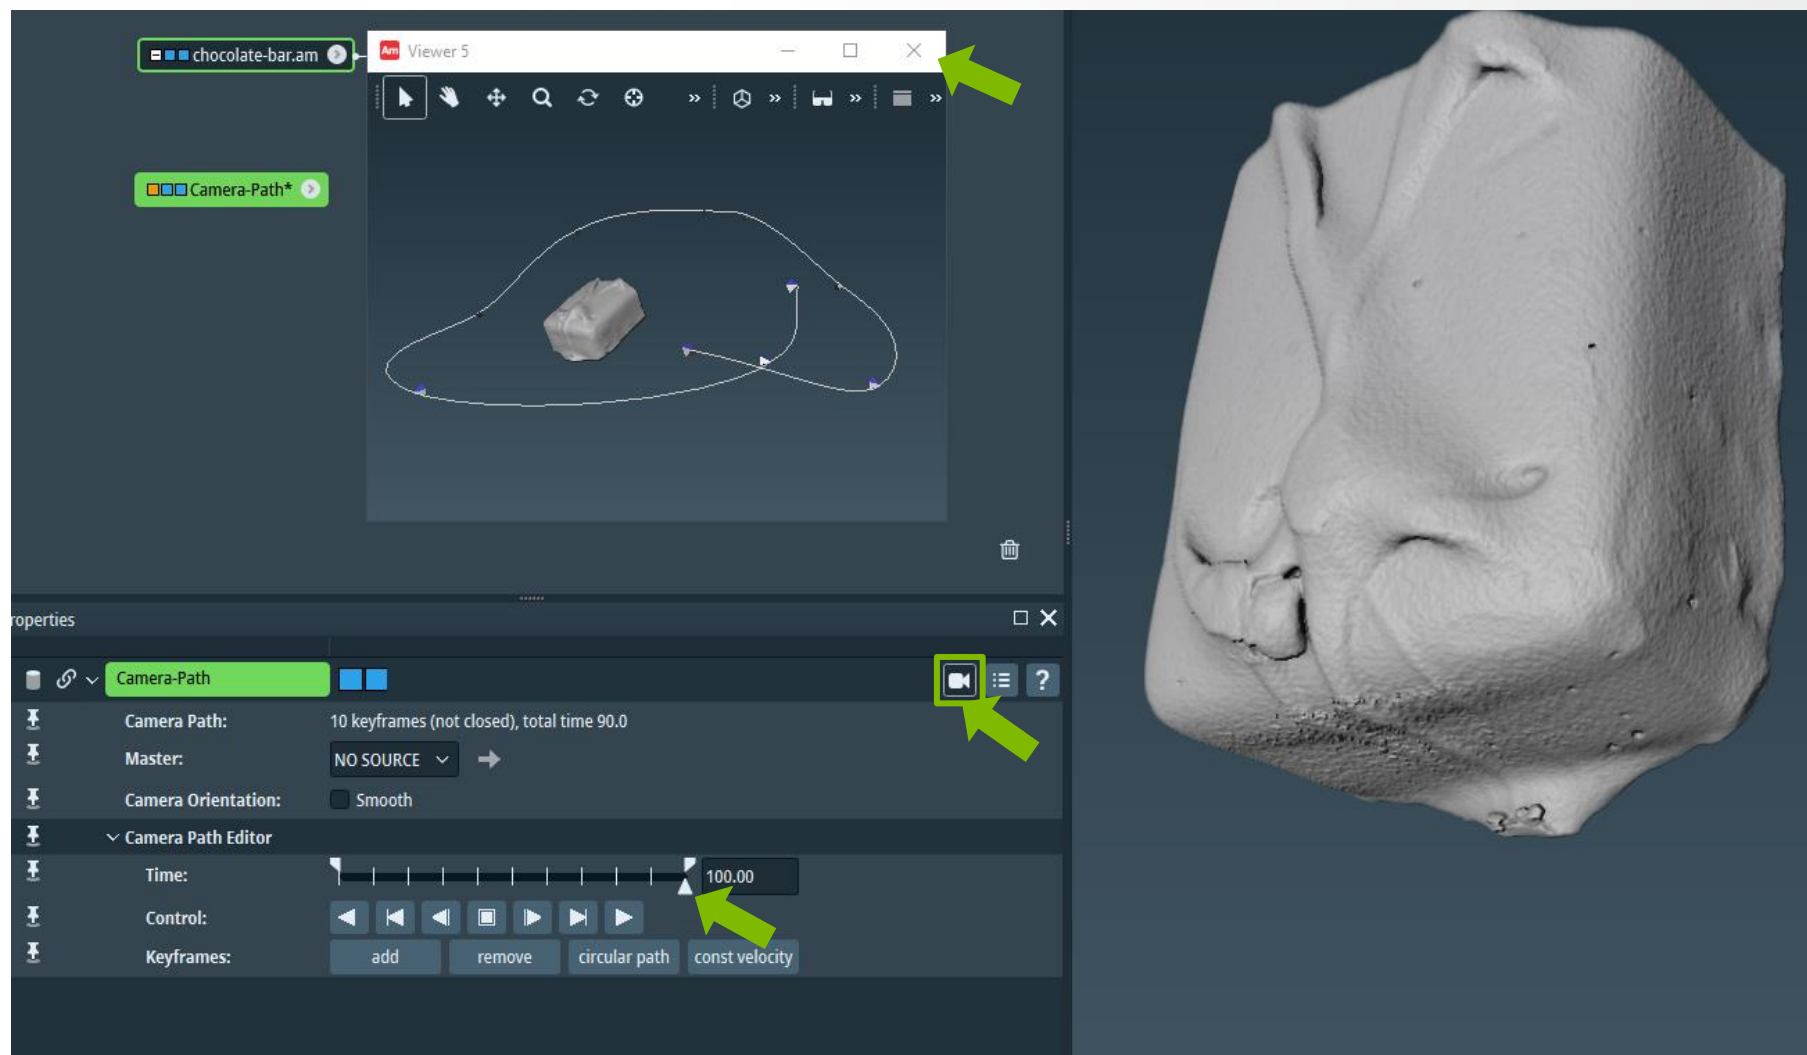 chocolate-bar.am
Am Viewer 5
Camera-Path*
roperties
Camera-Path
?
Camera Path: 10 keyframes (not closed), total time 90.0
Master: NO SOURCE
Camera Orientation: Smooth
Camera Path Editor
Time: 100.00
Control:
Keyframes: add remove circular path const velocity